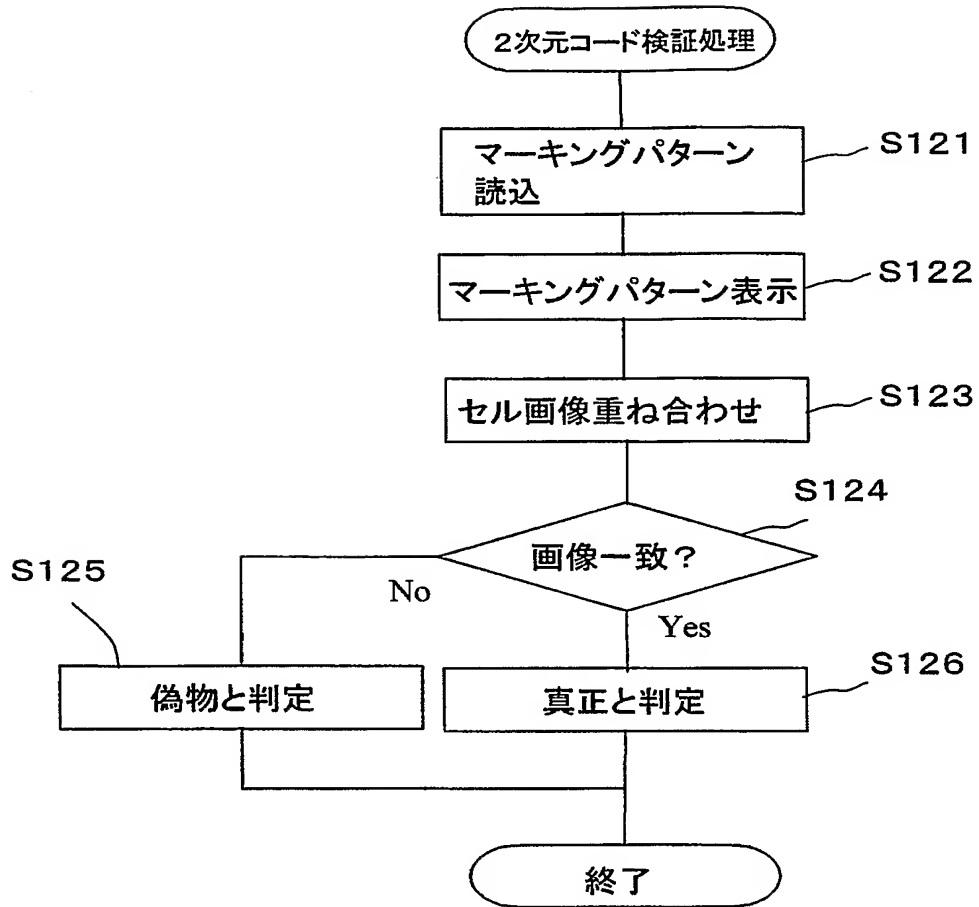 2次元コード検証処理
マーキングパターン
読込
S121
マーキングパターン表示
S122
セル画像重ね合わせ
S123
S124
画像一致？
No
Yes
S125
偽物と判定
S126
真正と判定
終了